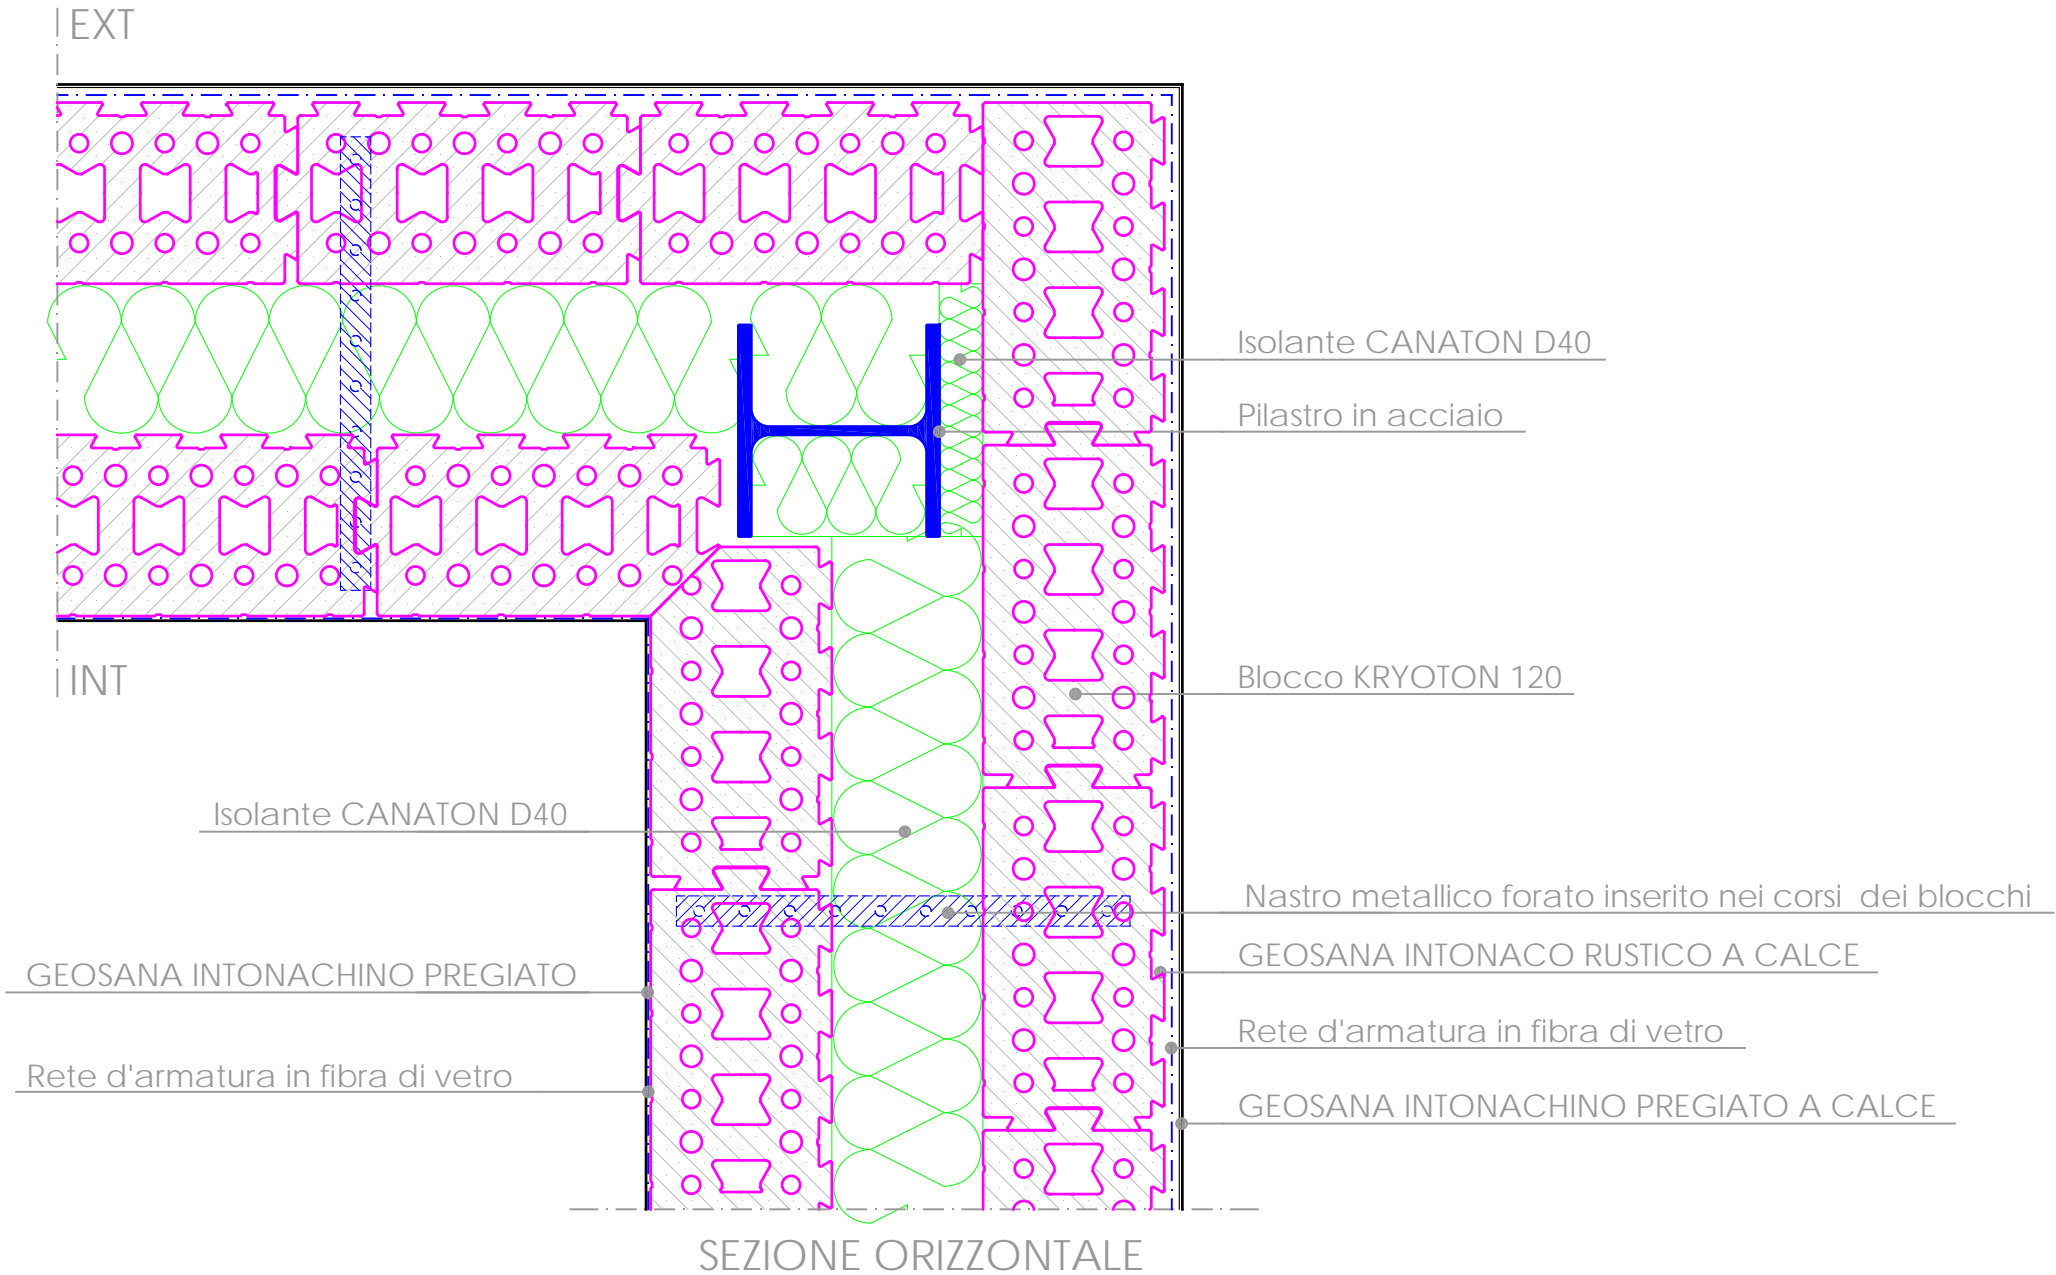 EXT
Isolante CANATON D40
Pilastro in acciaio
INT
Blocco KRYOTON 120
Isolante CANATON D40
Nastro metallico forato inserito nei corsi dei blocchi
GEOSANA INTONACO RUSTICO A CALCE
GEOSANA INTONACHINO PREGIATO
Rete d'armatura in fibra di vetro
Rete d'armatura in fibra di vetro
GEOSANA INTONACHINO PREGIATO A CALCE
SEZIONE ORIZZONTALE